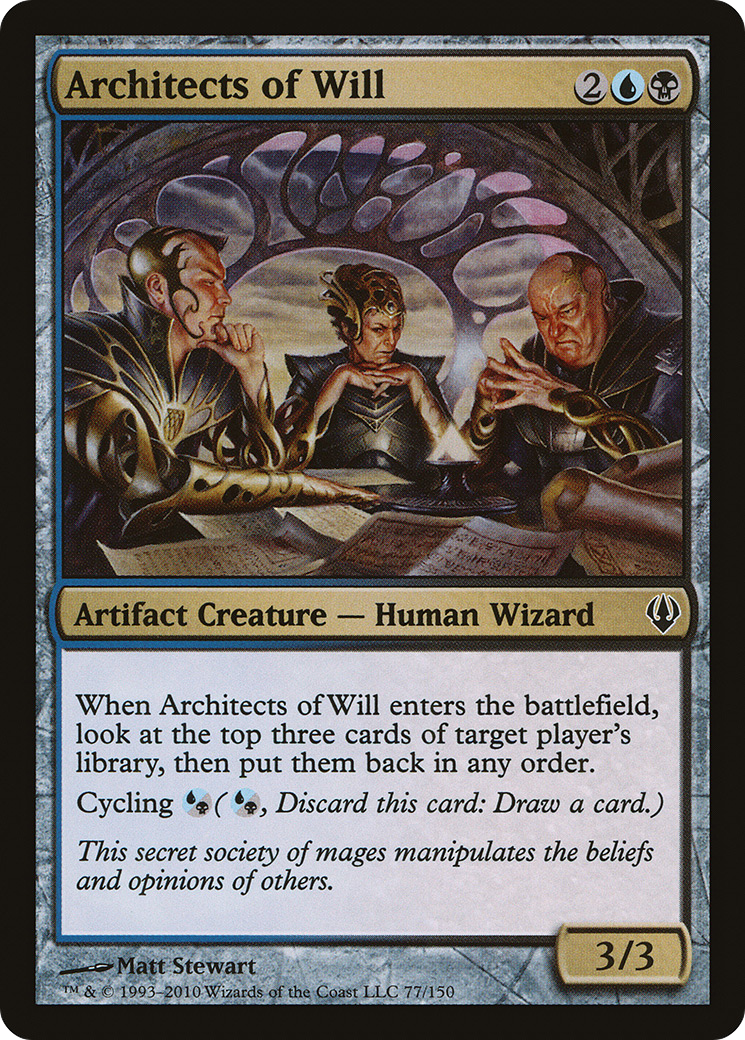 Architects of Will 2
Artifact Creature — Human Wizard
When Architects of Will enters the battlefield,
look at the top three cards of target player's
library, then put them back in any order.
Cycling ( , Discard this card: Draw a card.)
This secret society of mages manipulates the beliefs
and opinions of others.
3/3
Matt Stewart
™ & © 1993–2010 Wizards of the Coast LLC 77/150